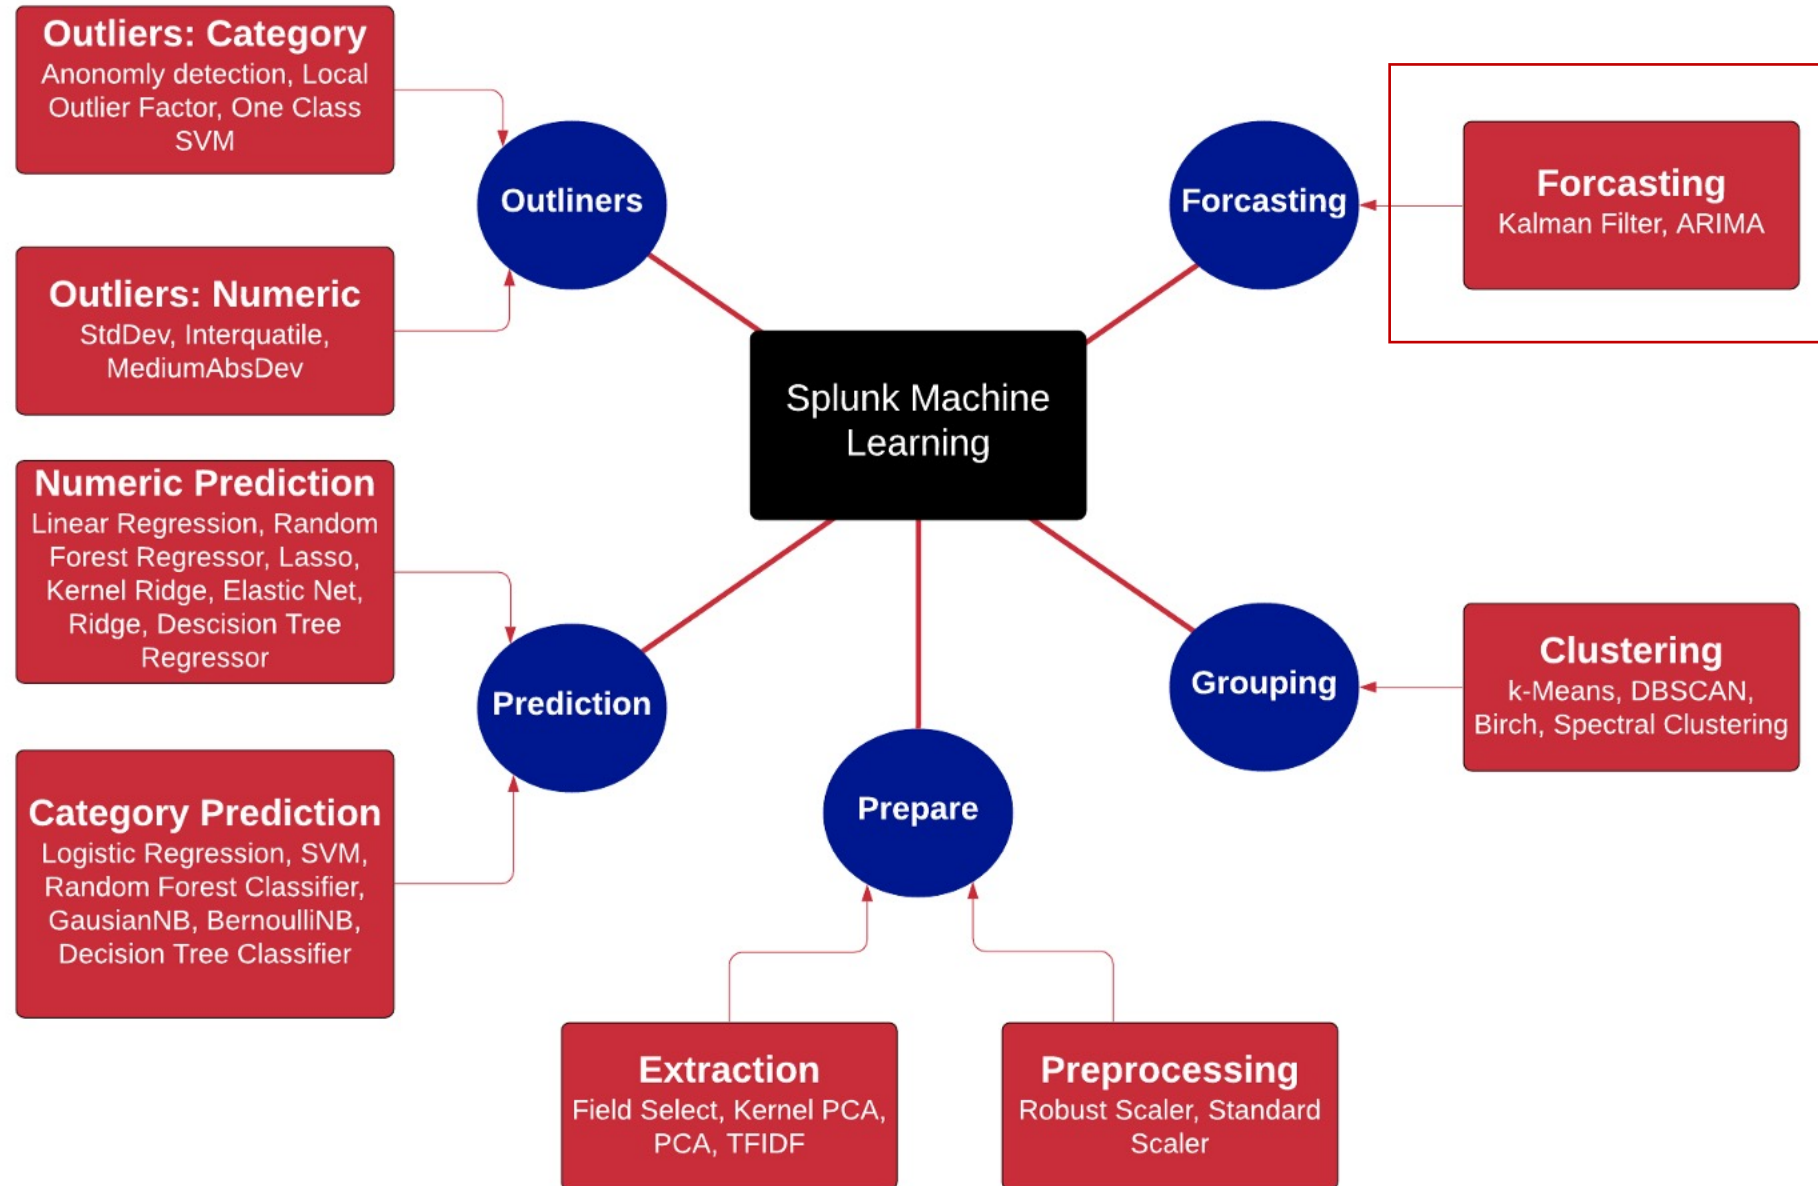 Outliers: Category
Anonomly detection, Local
Outlier Factor, One Class
SVM
Outliners
Forcasting
Forcasting
Kalman Filter, ARIMA
Outliers: Numeric
StdDev, Interquatile,
MediumAbsDev
Splunk Machine
Learning
Numeric Prediction
Linear Regression, Random
Forest Regressor, Lasso,
Kernel Ridge, Elastic Net,
Ridge, Descision Tree
Regressor
Prediction
Grouping
Clustering
k-Means, DBSCAN,
Birch, Spectral Clustering
Category Prediction
Logistic Regression, SVM,
Random Forest Classifier,
GausianNB, BernoulliNB,
Decision Tree Classifier
Prepare
Extraction
Field Select, Kernel PCA,
PCA, TFIDF
Preprocessing
Robust Scaler, Standard
Scaler